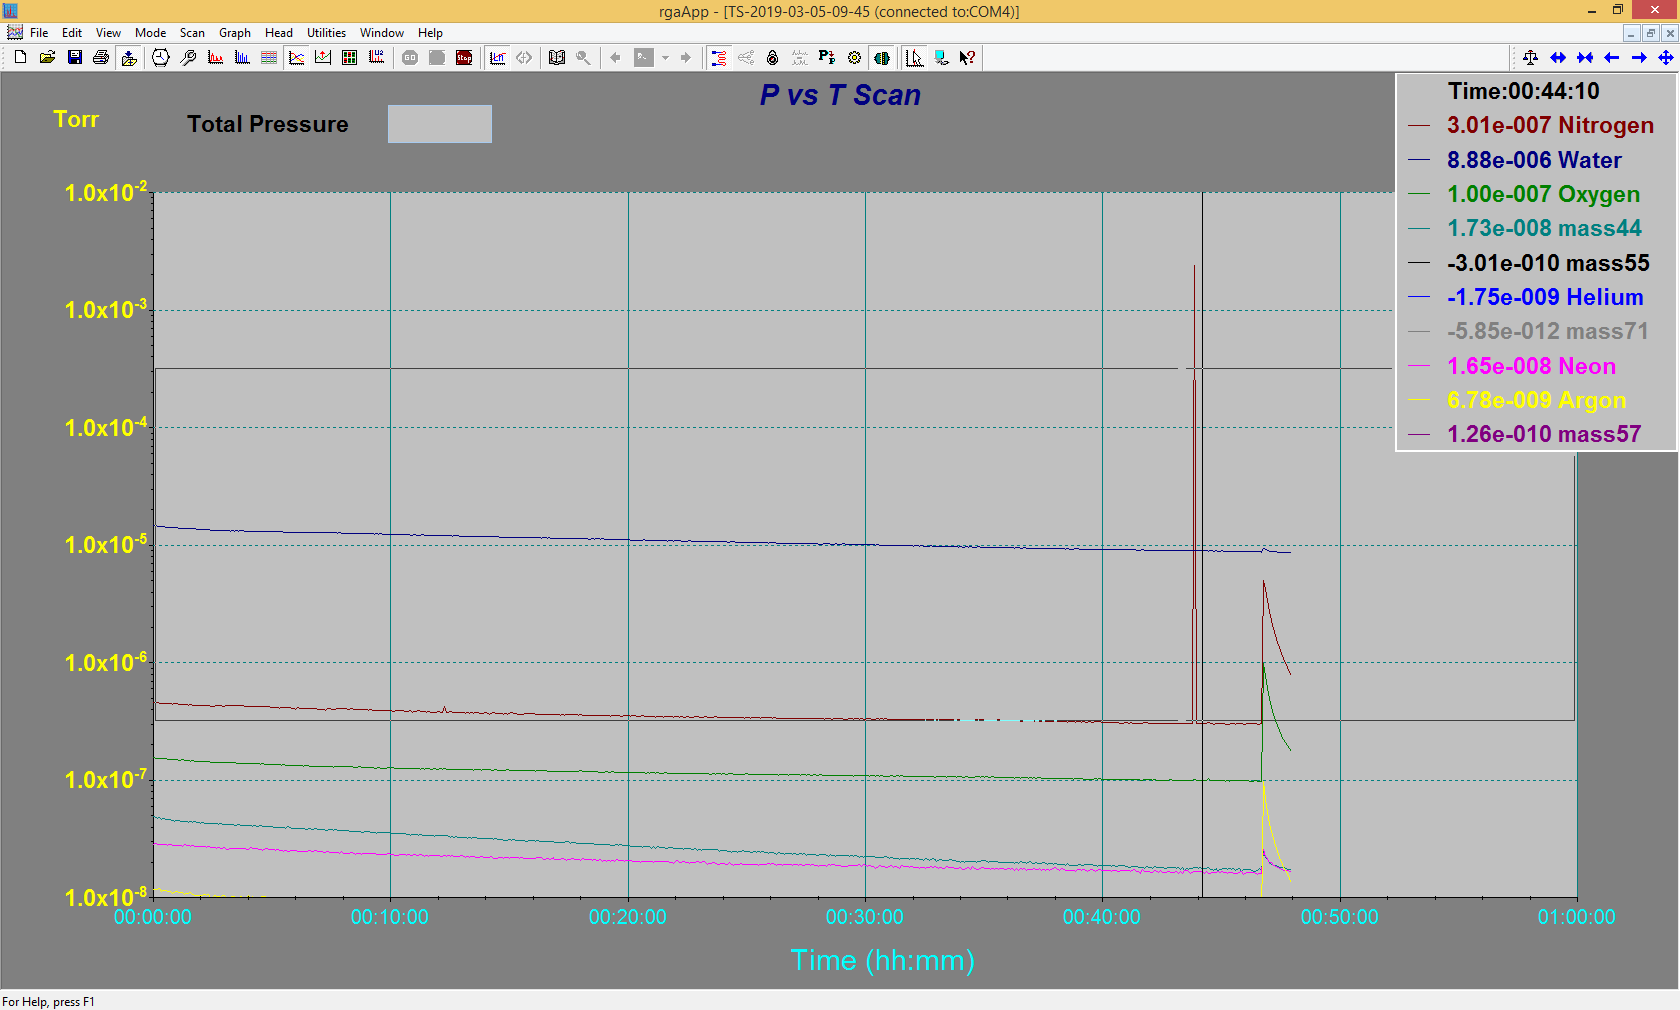 rgaApp - [TS-2019-03-05-09-45 (connected to:COM4)]
File Edit View Mode Scan Graph Head Utilities Window Help
GO Stop
P vs T Scan
Torr
Total Pressure
Time:00:44:10
3.01e-007 Nitrogen
8.88e-006 Water
1.00e-007 Oxygen
1.73e-008 mass44
-3.01e-010 mass55
-1.75e-009 Helium
-5.85e-012 mass71
1.65e-008 Neon
6.78e-009 Argon
1.26e-010 mass57
1.0x10-2
1.0x10-3
1.0x10-4
1.0x10-5
1.0x10-6
1.0x10-7
1.0x10-8
00:00:00 00:10:00 00:20:00 00:30:00 00:40:00 00:50:00 01:00:00
Time (hh:mm)
For Help, press F1